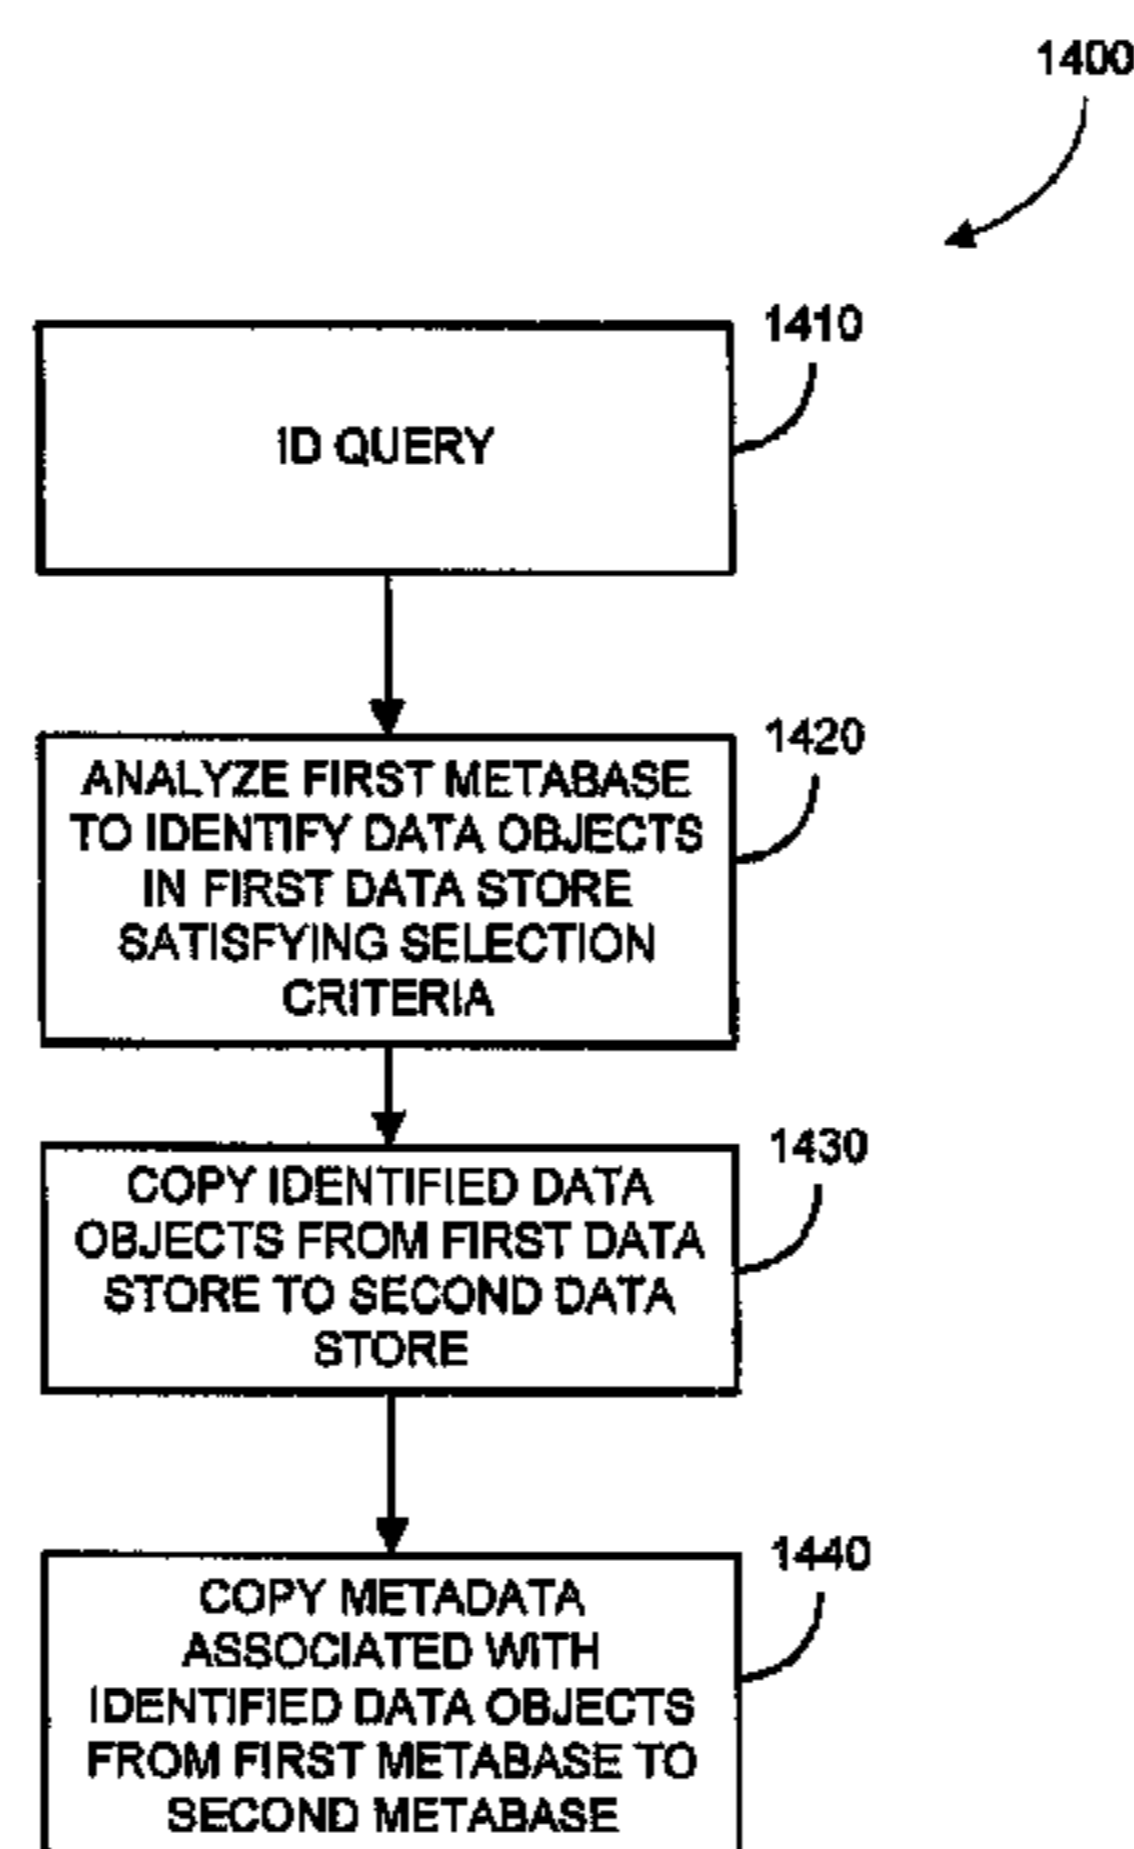 1400
1410
ID QUERY
1420
ANALYZE FIRST METABASE
TO IDENTIFY DATA OBJECTS
IN FIRST DATA STORE
SATISFYING SELECTION
CRITERIA
1430
COPY IDENTIFIED DATA
OBJECTS FROM FIRST DATA
STORE TO SECOND DATA
STORE
1440
COPY METADATA
ASSOCIATED WITH
IDENTIFIED DATA OBJECTS
FROM FIRST METABASE TO
SECOND METABASE